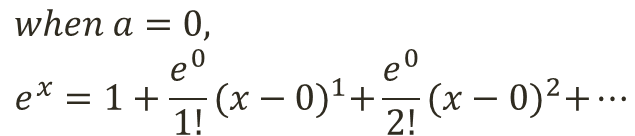 when a = 0,
e^x = 1 + e^0/1! (x − 0)^1 + e^0/2! (x − 0)^2 + ⋯